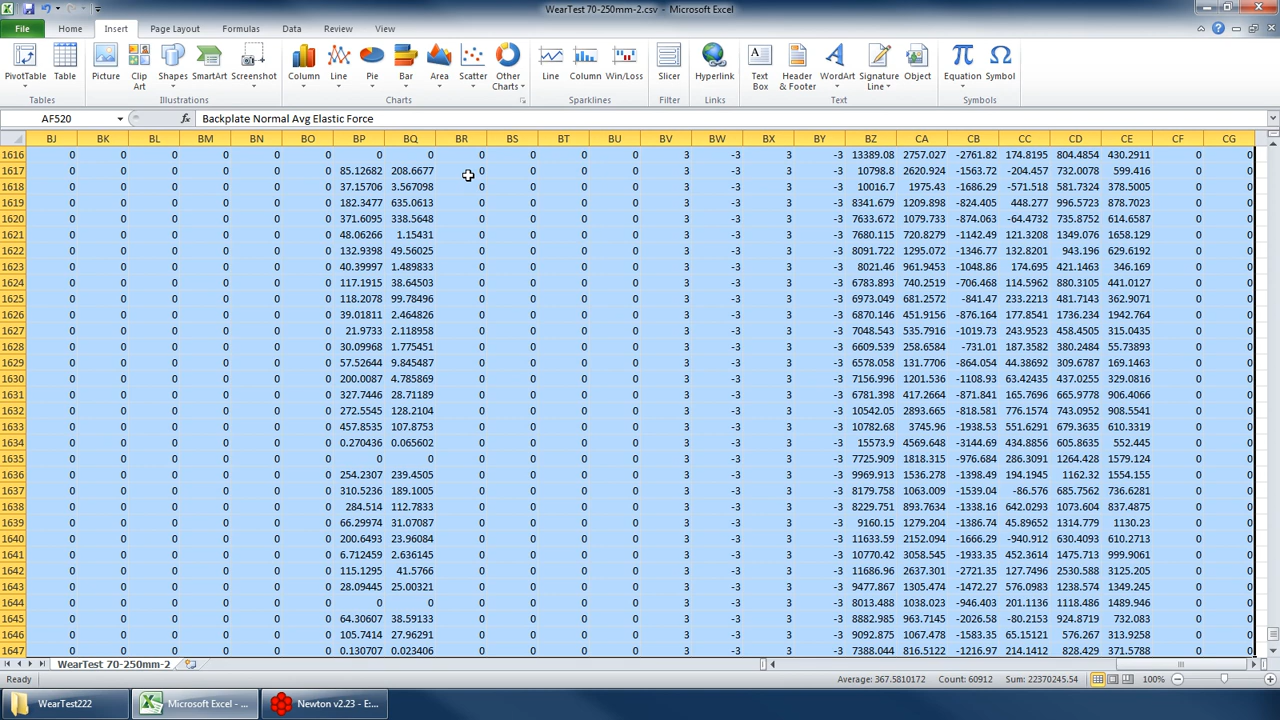 WearTest 70-250mm-2.csv - Microsoft Excel
File Home Insert Page Layout Formulas Data Review View
PivotTable Table Picture Clip Art Shapes SmartArt Screenshot Column Line Pie Bar Area Scatter Other Charts Line Column Win/Loss Slicer Hyperlink Text Box Header & Footer WordArt Signature Line Object Equation Symbol
Tables Illustrations Charts Sparklines Filter Links Text Symbols
AF520 fx Backplate Normal Avg Elastic Force
BJ BK BL BM BN BO BP BQ BR BS BT BU BV BW BX BY BZ CA CB CC CD CE CF CG
1616 0 0 0 0 0 0 0 0 0 0 0 0 3 -3 3 -3 13389.08 2757.027 -2761.82 174.8195 804.4854 430.2911 0 0
1617 0 0 0 0 0 0 85.12682 208.6677 0 0 0 0 3 -3 3 -3 10798.8 2620.924 -1563.72 -204.457 732.0078 599.416 0 0
1618 0 0 0 0 0 0 37.15706 3.567098 0 0 0 0 3 -3 3 -3 10016.7 1975.43 -1686.29 -571.518 581.7324 378.5005 0 0
1619 0 0 0 0 0 0 182.3477 635.0613 0 0 0 0 3 -3 3 -3 8341.679 1209.898 -824.405 448.277 996.5723 878.7023 0 0
1620 0 0 0 0 0 0 371.6095 338.5648 0 0 0 0 3 -3 3 -3 7633.672 1079.733 -874.063 -64.4732 735.8752 614.6587 0 0
1621 0 0 0 0 0 0 48.06266 1.15431 0 0 0 0 3 -3 3 -3 7680.115 720.8279 -1142.49 121.3208 1349.076 1658.129 0 0
1622 0 0 0 0 0 0 132.9398 49.56025 0 0 0 0 3 -3 3 -3 8091.722 1295.072 -1346.77 132.8201 943.196 629.6192 0 0
1623 0 0 0 0 0 0 40.39997 1.489833 0 0 0 0 3 -3 3 -3 8021.46 961.9453 -1048.86 174.695 421.1463 346.169 0 0
1624 0 0 0 0 0 0 117.1915 38.64503 0 0 0 0 3 -3 3 -3 6783.893 740.2519 -706.468 114.5962 880.3105 441.0127 0 0
1625 0 0 0 0 0 0 118.2078 99.78496 0 0 0 0 3 -3 3 -3 6973.049 681.2572 -841.47 233.2213 481.7143 362.9071 0 0
1626 0 0 0 0 0 0 39.01811 2.464826 0 0 0 0 3 -3 3 -3 6870.146 451.9156 -876.164 177.8541 1736.234 1942.764 0 0
1627 0 0 0 0 0 0 21.9733 2.118958 0 0 0 0 3 -3 3 -3 7048.543 535.7916 -1019.73 243.9523 458.4505 315.0435 0 0
1628 0 0 0 0 0 0 30.09968 1.775451 0 0 0 0 3 -3 3 -3 6609.539 258.6584 -731.01 187.3582 380.2484 55.73893 0 0
1629 0 0 0 0 0 0 57.52644 9.845487 0 0 0 0 3 -3 3 -3 6578.058 131.7706 -864.054 44.38692 309.6787 169.1463 0 0
1630 0 0 0 0 0 0 200.0087 4.785869 0 0 0 0 3 -3 3 -3 7156.996 1201.536 -1108.93 63.42435 437.0255 329.0816 0 0
1631 0 0 0 0 0 0 327.7446 28.71189 0 0 0 0 3 -3 3 -3 6781.398 417.2664 -871.841 165.7696 665.9778 906.4066 0 0
1632 0 0 0 0 0 0 272.5545 128.2104 0 0 0 0 3 -3 3 -3 10542.05 2893.665 -818.581 776.1574 743.0952 908.5541 0 0
1633 0 0 0 0 0 0 457.8535 107.8753 0 0 0 0 3 -3 3 -3 10782.68 3745.96 -1938.53 551.6279 679.3635 610.3319 0 0
1634 0 0 0 0 0 0 0.270436 0.065602 0 0 0 0 3 -3 3 -3 15573.9 4569.648 -3144.69 434.8856 605.8635 552.445 0 0
1635 0 0 0 0 0 0 0 0 0 0 0 0 3 -3 3 -3 7725.909 1818.315 -976.684 286.3091 1264.428 1579.124 0 0
1636 0 0 0 0 0 0 254.2307 239.4505 0 0 0 0 3 -3 3 -3 9969.913 1536.278 -1398.49 194.1945 1162.32 1554.155 0 0
1637 0 0 0 0 0 0 310.5236 189.1005 0 0 0 0 3 -3 3 -3 8179.758 1063.009 -1539.04 -86.576 685.7562 736.6281 0 0
1638 0 0 0 0 0 0 284.514 112.7833 0 0 0 0 3 -3 3 -3 8229.751 893.7634 -1338.16 642.0293 1073.604 837.4875 0 0
1639 0 0 0 0 0 0 66.29974 31.07087 0 0 0 0 3 -3 3 -3 9160.15 1279.204 -1386.74 45.89652 1314.779 1130.23 0 0
1640 0 0 0 0 0 0 200.6493 23.96084 0 0 0 0 3 -3 3 -3 11633.59 2152.094 -1666.29 -940.912 630.4093 610.2713 0 0
1641 0 0 0 0 0 0 6.712459 2.636145 0 0 0 0 3 -3 3 -3 10770.42 3058.545 -1933.35 452.3614 1475.713 999.9061 0 0
1642 0 0 0 0 0 0 115.1295 41.5766 0 0 0 0 3 -3 3 -3 11686.96 2637.301 -2721.35 127.7496 2530.588 3125.205 0 0
1643 0 0 0 0 0 0 28.09445 25.00321 0 0 0 0 3 -3 3 -3 9477.867 1305.474 -1472.27 576.0983 1238.574 1349.245 0 0
1644 0 0 0 0 0 0 0 0 0 0 0 0 3 -3 3 -3 8013.488 1038.023 -946.403 201.1136 1118.486 1489.946 0 0
1645 0 0 0 0 0 0 64.30607 38.59133 0 0 0 0 3 -3 3 -3 8882.985 963.7145 -2026.58 -80.2153 924.8719 732.083 0 0
1646 0 0 0 0 0 0 105.7414 27.96291 0 0 0 0 3 -3 3 -3 9092.875 1067.478 -1583.35 65.15121 576.267 313.9258 0 0
1647 0 0 0 0 0 0 0.130707 0.023406 0 0 0 0 3 -3 3 -3 7388.044 816.5122 -1216.97 214.1412 828.429 371.5788 0 0
WearTest 70-250mm-2
Ready Average: 367.5810172 Count: 60912 Sum: 22370245.54 100%
WearTest222 Microsoft Excel - ... Newton v2.23 - E:...